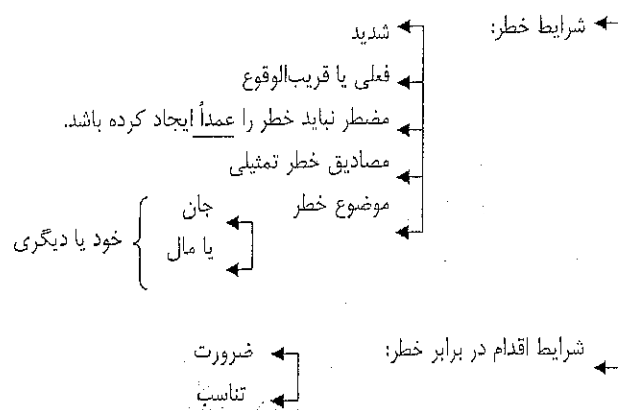 شرایط خطر:
شدید
فعلی یا قریب‌الوقوع
مضطر نباید خطر را عمداً ایجاد کرده باشد.
مصادیق خطر تمثیلی
موضوع خطر
جان
یا مال
خود یا دیگری
شرایط اقدام در برابر خطر:
ضرورت
تناسب